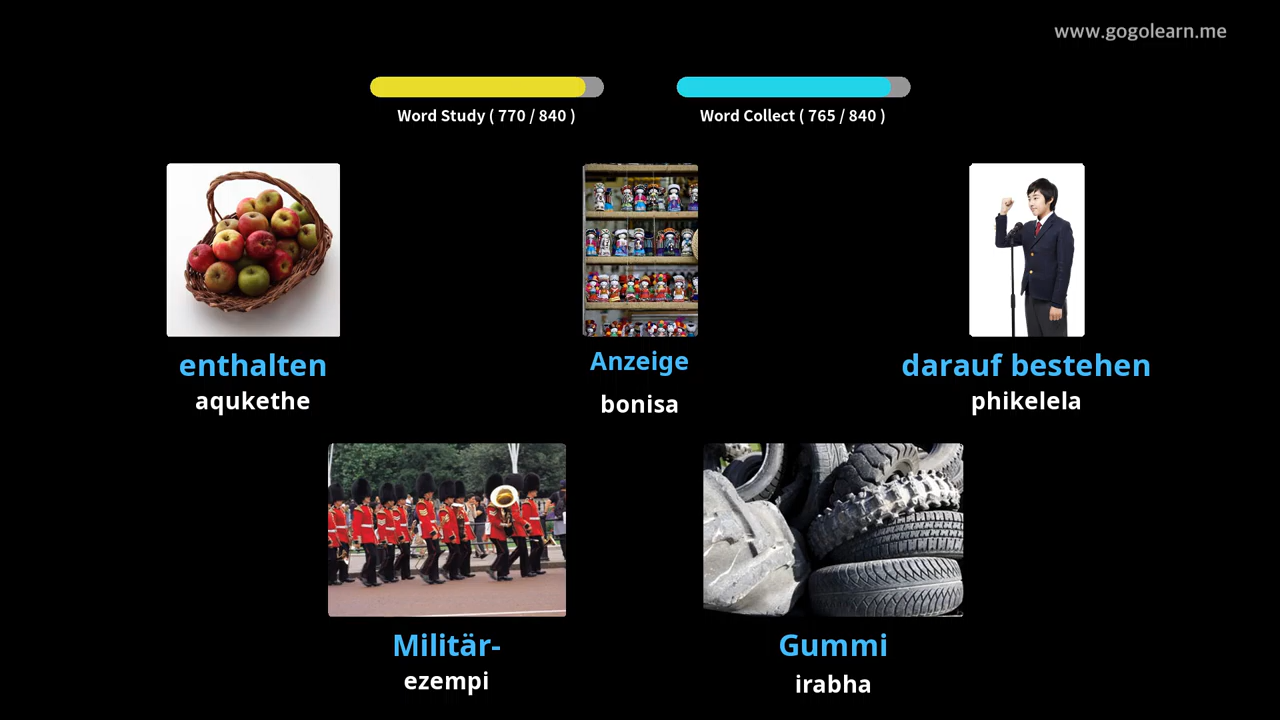 www.gogolearn.me
Word Study ( 770 / 840 )
Word Collect ( 765 / 840 )
enthalten
aqukethe
Anzeige
bonisa
darauf bestehen
phikelela
Militär-
ezempi
Gummi
irabha